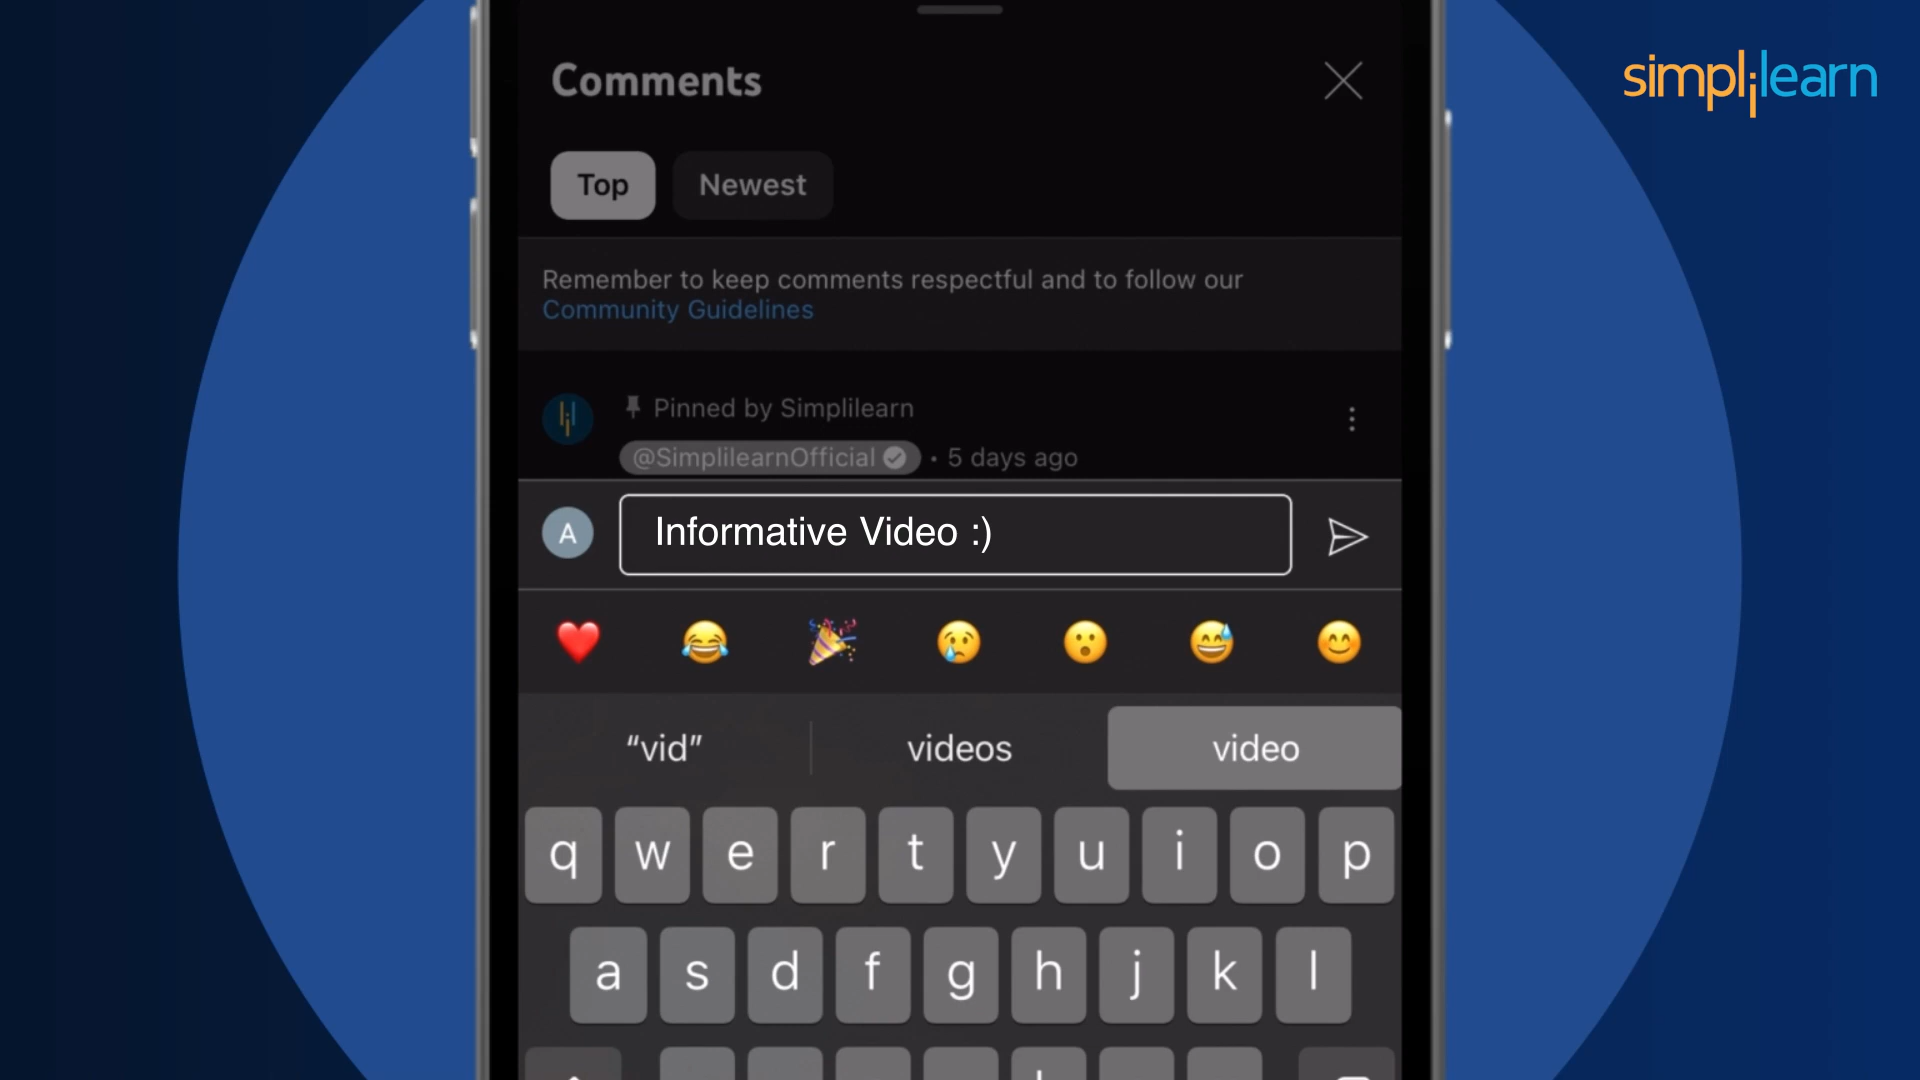 simplilearn
Comments
Top Newest
Remember to keep comments respectful and to follow our
Community Guidelines
Pinned by Simplilearn
@SimplilearnOfficial • 5 days ago
A Informative Video :)
“vid” videos video
q w e r t y u i o p
a s d f g h j k l